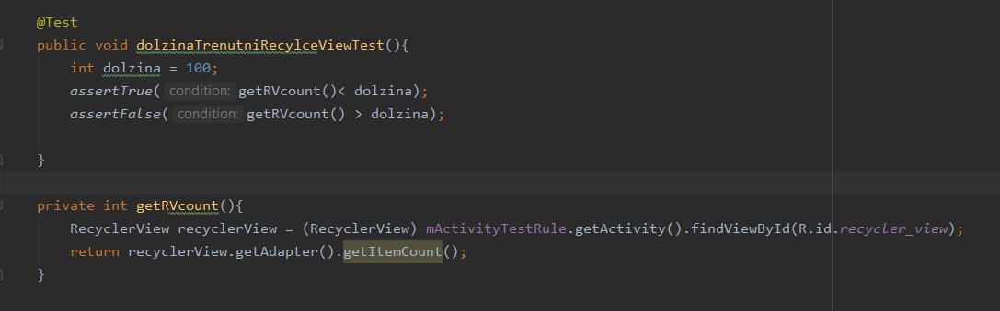 @Test
public void dolzinaTrenutniRecylceViewTest(){
int dolzina = 100;
assertTrue( condition: getRVcount()< dolzina);
assertFalse( condition: getRVcount() > dolzina);
}
private int getRVcount(){
RecyclerView recyclerView = (RecyclerView) mActivityTestRule.getActivity().findViewById(R.id.recycler_view);
return recyclerView.getAdapter().getItemCount();
}